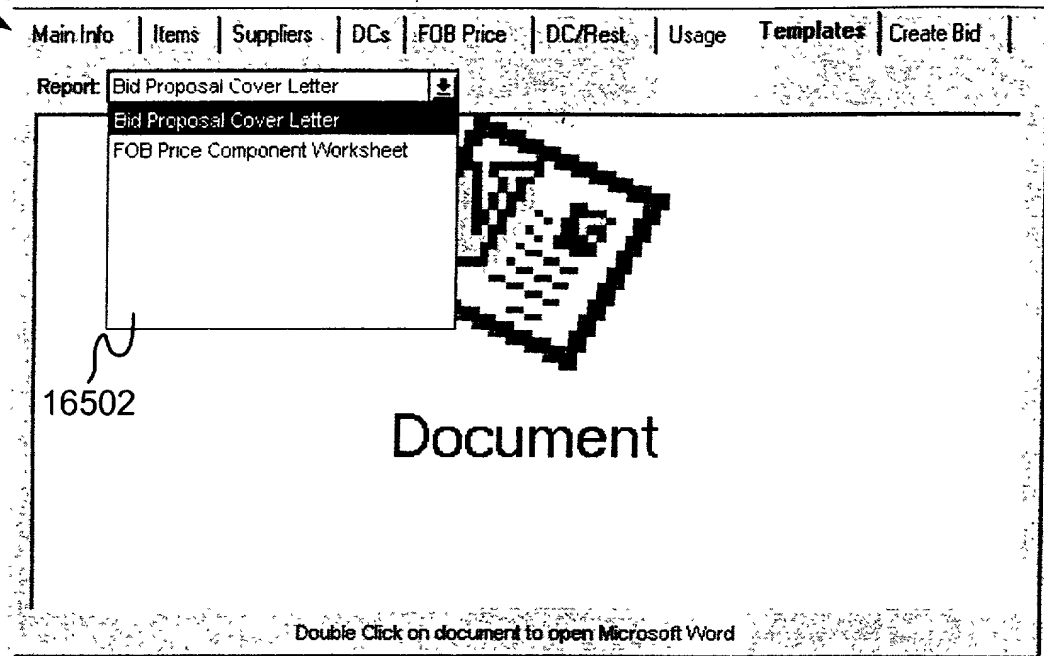 Main Info Items Suppliers DCs FOB Price DC/Rest Usage Templates Create Bid
Report: Bid Proposal Cover Letter
Bid Proposal Cover Letter
FOB Price Component Worksheet
16502
Document
Double Click on document to open Microsoft Word